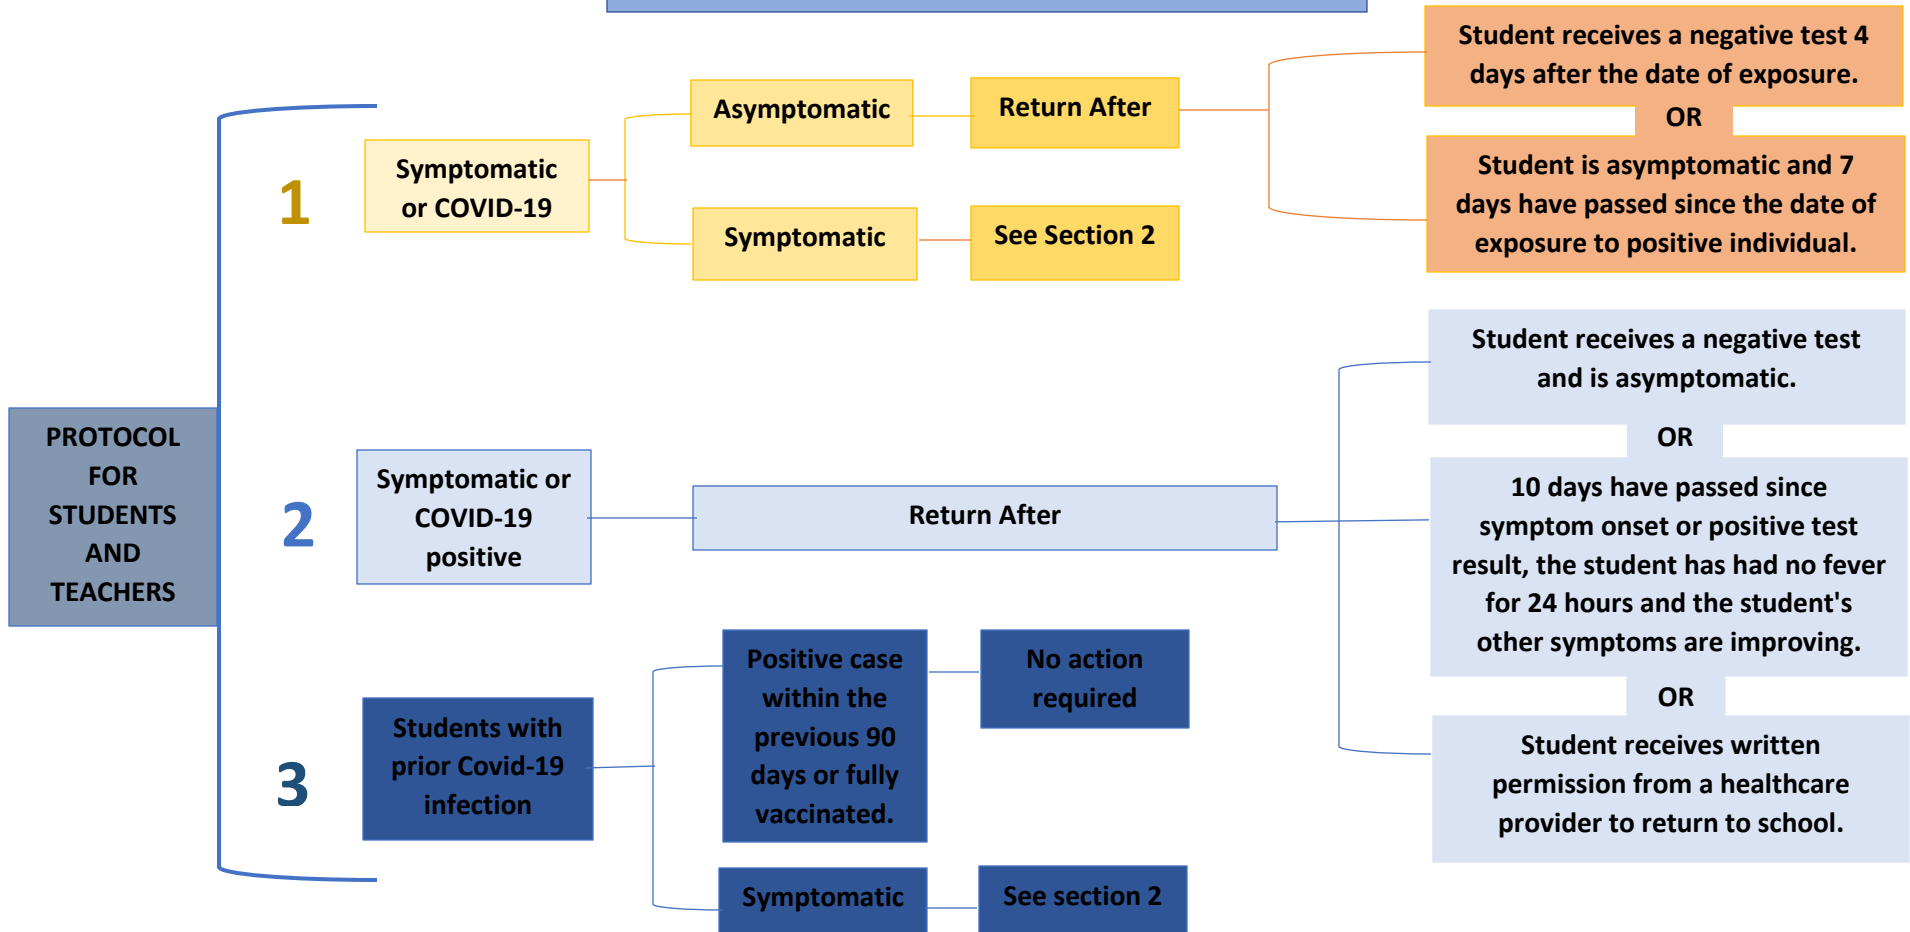 PROTOCOL
FOR
STUDENTS
AND
TEACHERS
1
Symptomatic
or COVID-19
Asymptomatic
Return After
Student receives a negative test 4
days after the date of exposure.
OR
Student is asymptomatic and 7
days have passed since the date of
exposure to positive individual.
Symptomatic
See Section 2
2
Symptomatic or
COVID-19
positive
Return After
Student receives a negative test
and is asymptomatic.
OR
10 days have passed since
symptom onset or positive test
result, the student has had no fever
for 24 hours and the student's
other symptoms are improving.
OR
Student receives written
permission from a healthcare
provider to return to school.
3
Students with
prior Covid-19
infection
Positive case
within the
previous 90
days or fully
vaccinated.
No action
required
Symptomatic
See section 2